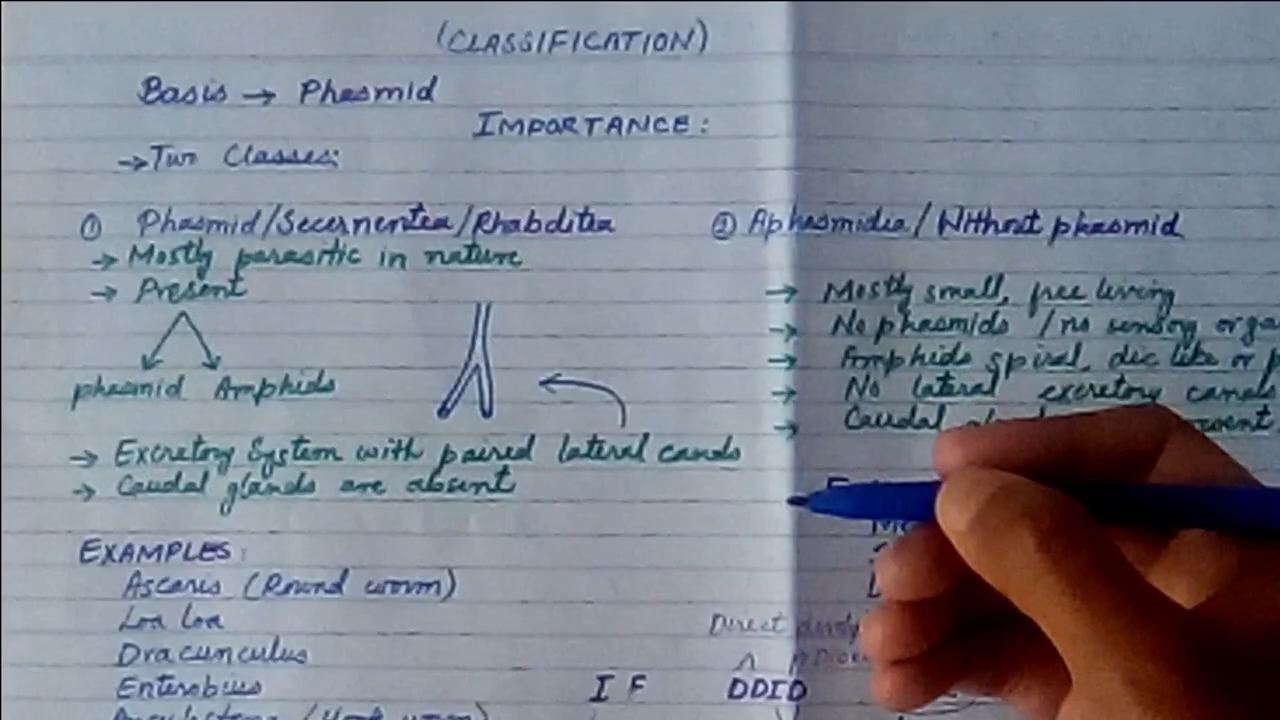 (CLASSIFICATION)
Basis → Phasmid
IMPORTANCE:
→ Two Classes:
① Phasmid/Secernentea/Rhabditea
→ Mostly parasitic in nature
→ Present
phasmid Amphids
→ Excretory System with paired lateral canals
→ Caudal glands are absent
EXAMPLES:
Ascaris (Round worm)
Loa Loa
Dracunculus
Enterobius
② Aphasmidia/Without phasmid
→ Mostly small, free living
→ No phasmids /no sensory orga
→ Amphids spiral, disc like or p
→ No lateral excretory canals
→ Caudal
Direct
I F DDID